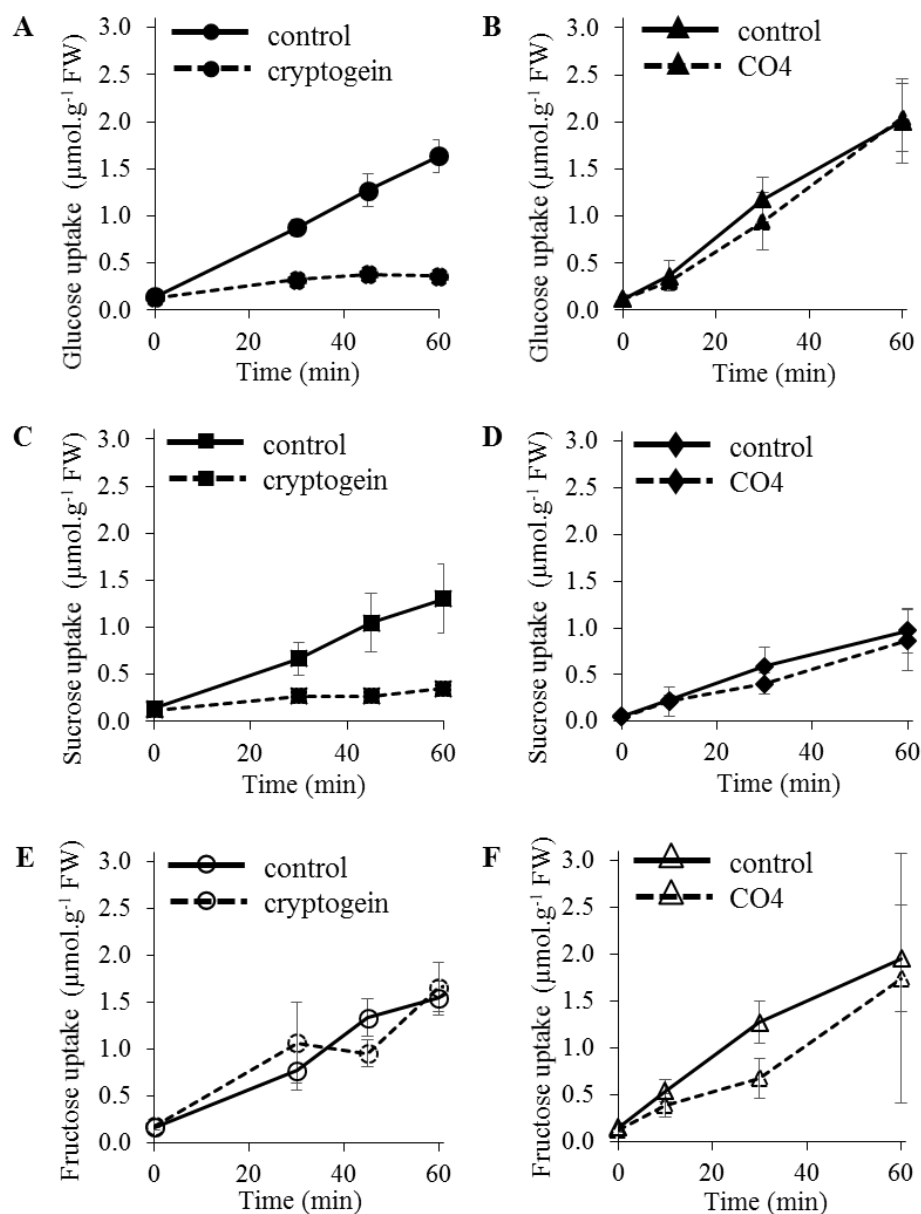 A
Glucose uptake (µmol.g-1 FW)
3.0
2.5
2.0
1.5
1.0
0.5
0.0
control
cryptogein
0 20 40 60
Time (min)
B
Glucose uptake (µmol.g-1 FW)
3.0
2.5
2.0
1.5
1.0
0.5
0.0
control
CO4
0 20 40 60
Time (min)
C
Sucrose uptake (µmol.g-1 FW)
3.0
2.5
2.0
1.5
1.0
0.5
0.0
control
cryptogein
0 20 40 60
Time (min)
D
Sucrose uptake (µmol.g-1 FW)
3.0
2.5
2.0
1.5
1.0
0.5
0.0
control
CO4
0 20 40 60
Time (min)
E
Fructose uptake (µmol.g-1 FW)
3.0
2.5
2.0
1.5
1.0
0.5
0.0
control
cryptogein
0 20 40 60
Time (min)
F
Fructose uptake (µmol.g-1 FW)
3.0
2.5
2.0
1.5
1.0
0.5
0.0
control
CO4
0 20 40 60
Time (min)